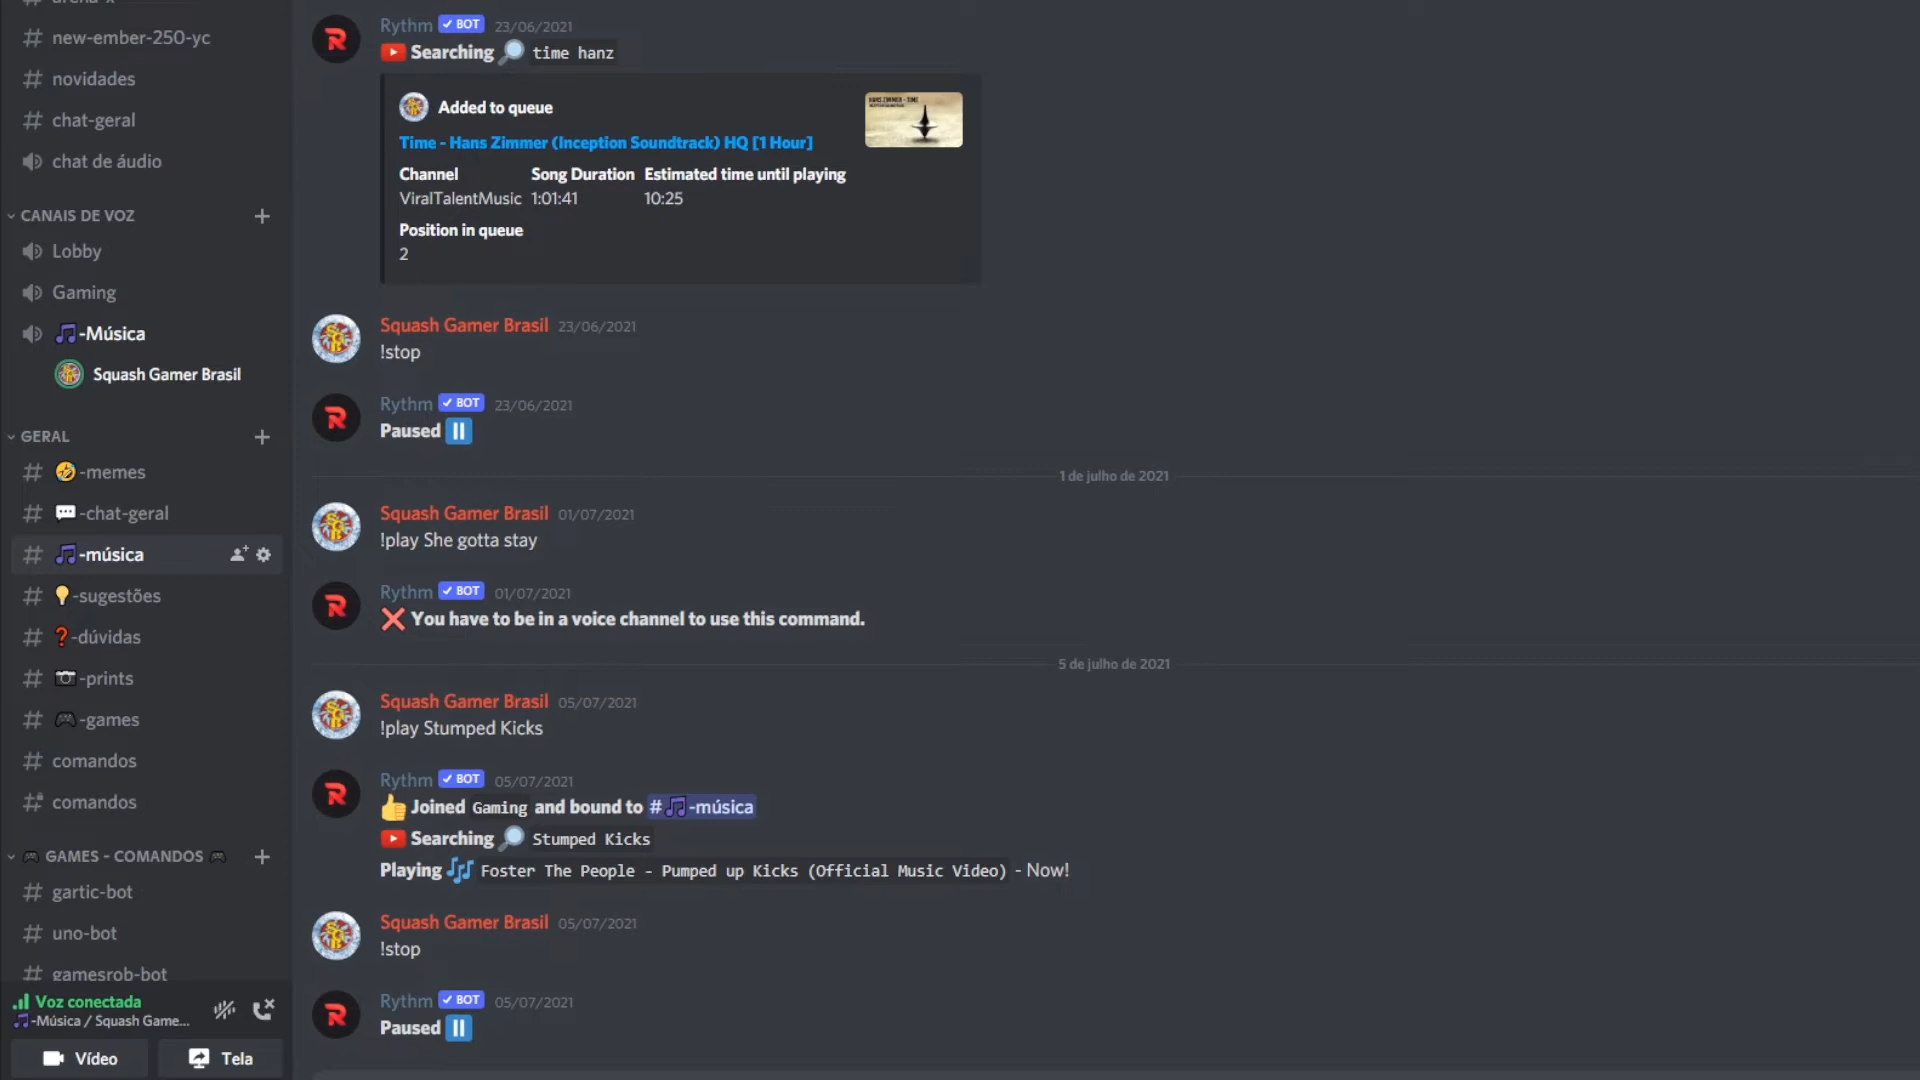 new-ember-250-yc
novidades
chat-geral
chat de áudio
CANAIS DE VOZ
Lobby
Gaming
-Música
Squash Gamer Brasil
GERAL
-memes
-chat-geral
-música
-sugestões
-dúvidas
-prints
-games
comandos
comandos
GAMES - COMANDOS
gartic-bot
uno-bot
gamesrob-bot
Voz conectada
-Música / Squash Game...
Vídeo
Tela
Rythm BOT 23/06/2021
Searching time hanz
Added to queue
Time - Hans Zimmer (Inception Soundtrack) HQ [1 Hour]
HANS ZIMMER - TIME
Channel Song Duration Estimated time until playing
ViralTalentMusic 1:01:41 10:25
Position in queue
2
Squash Gamer Brasil 23/06/2021
!stop
Rythm BOT 23/06/2021
Paused
1 de julho de 2021
Squash Gamer Brasil 01/07/2021
!play She gotta stay
Rythm BOT 01/07/2021
You have to be in a voice channel to use this command.
5 de julho de 2021
Squash Gamer Brasil 05/07/2021
!play Stumped Kicks
Rythm BOT 05/07/2021
Joined Gaming and bound to #-música
Searching Stumped Kicks
Playing Foster The People - Pumped up Kicks (Official Music Video) - Now!
Squash Gamer Brasil 05/07/2021
!stop
Rythm BOT 05/07/2021
Paused